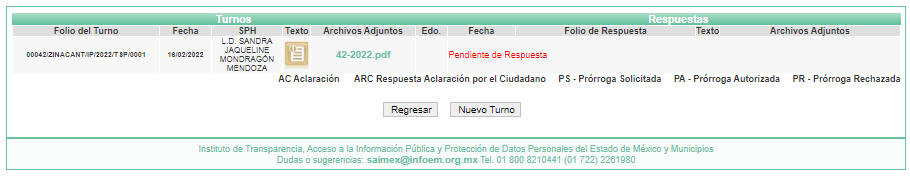 Turnos Respuestas
Folio del Turno Fecha SPH Texto Archivos Adjuntos Edo. Fecha Folio de Respuesta Texto Archivos Adjuntos
00042/ZINACANT/IP/2022/TSP/0001 16/02/2022 L.D. SANDRA JAQUELINE MONDRAGÓN MENDOZA 42-2022.pdf Pendiente de Respuesta
AC Aclaración ARC Respuesta Aclaración por el Ciudadano PS - Prórroga Solicitada PA - Prórroga Autorizada PR - Prórroga Rechazada
Regresar Nuevo Turno
Instituto de Transparencia, Acceso a la Información Pública y Protección de Datos Personales del Estado de México y Municipios
Dudas o sugerencias: saimex@infoem.org.mx Tel. 01 800 8210441 (01 722) 2261980